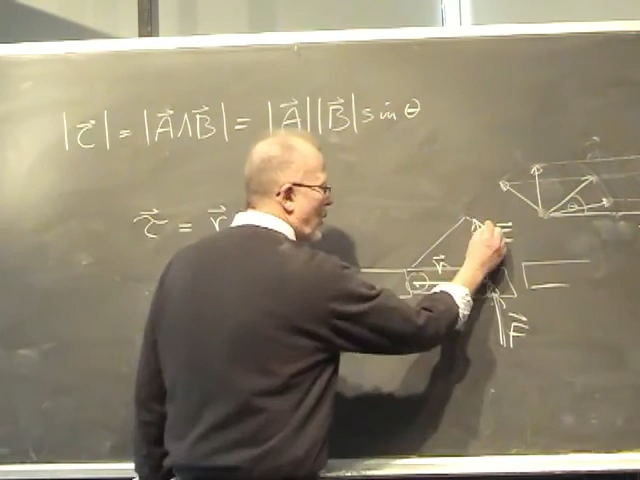 |C⃗| = |A⃗∧B⃗| = |A⃗||B⃗|sin θ
τ⃗ = r⃗
r⃗
θ
F⃗